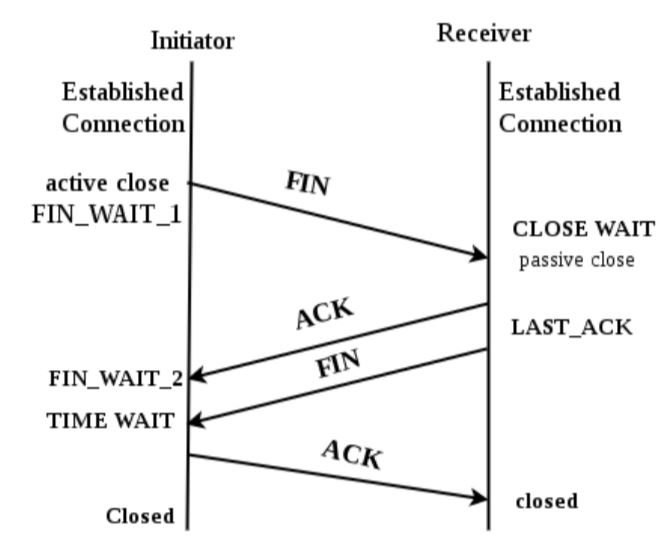 Initiator
Receiver
Established
Connection
Established
Connection
active close
FIN_WAIT_1
FIN
CLOSE WAIT
passive close
ACK
LAST_ACK
FIN
FIN_WAIT_2
TIME WAIT
ACK
closed
Closed